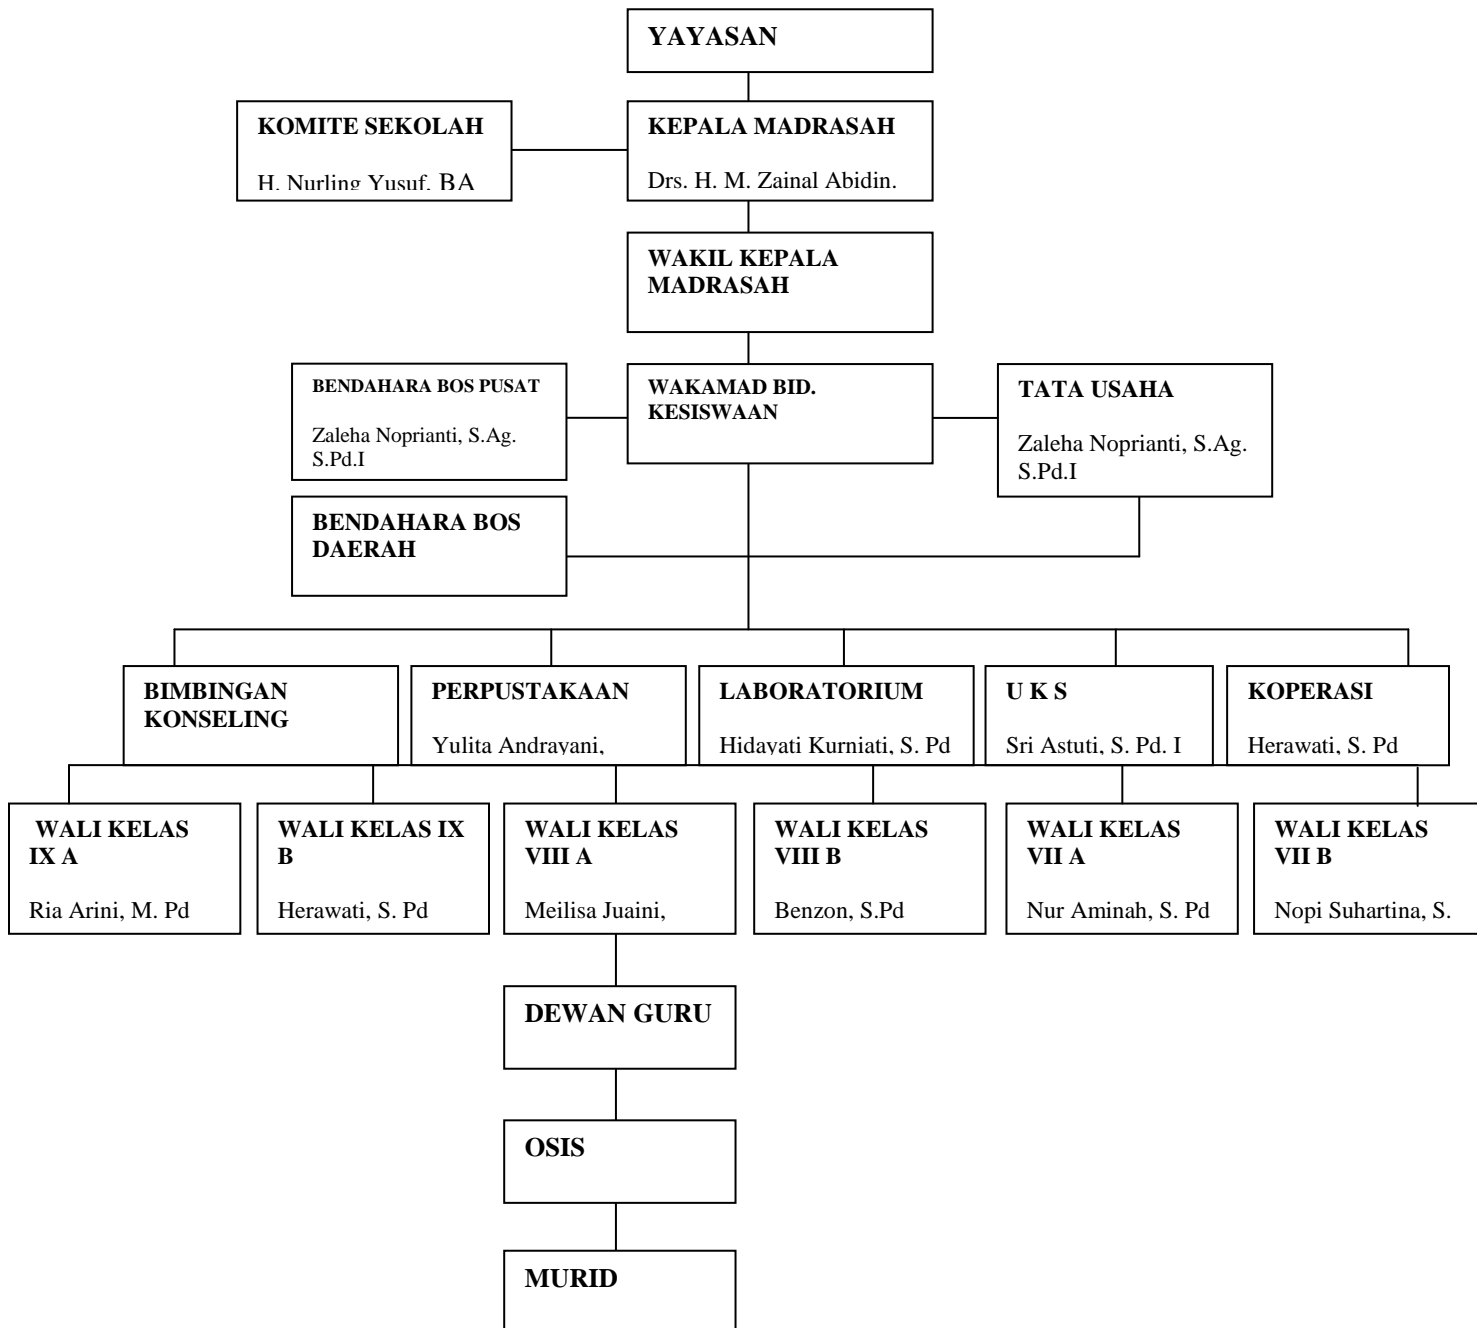 YAYASAN
KOMITE SEKOLAH
H. Nurling Yusuf, BA
KEPALA MADRASAH
Drs. H. M. Zainal Abidin.
WAKIL KEPALA
MADRASAH
BENDAHARA BOS PUSAT
Zaleha Noprianti, S.Ag.
S.Pd.I
WAKAMAD BID.
KESISWAAN
TATA USAHA
Zaleha Noprianti, S.Ag.
S.Pd.I
BENDAHARA BOS
DAERAH
BIMBINGAN
KONSELING
PERPUSTAKAAN
Yulita Andrayani,
LABORATORIUM
Hidayati Kurniati, S. Pd
U K S
Sri Astuti, S. Pd. I
KOPERASI
Herawati, S. Pd
WALI KELAS
IX A
Ria Arini, M. Pd
WALI KELAS IX
B
Herawati, S. Pd
WALI KELAS
VIII A
Meilisa Juaini,
WALI KELAS
VIII B
Benzon, S.Pd
WALI KELAS
VII A
Nur Aminah, S. Pd
WALI KELAS
VII B
Nopi Suhartina, S.
DEWAN GURU
OSIS
MURID